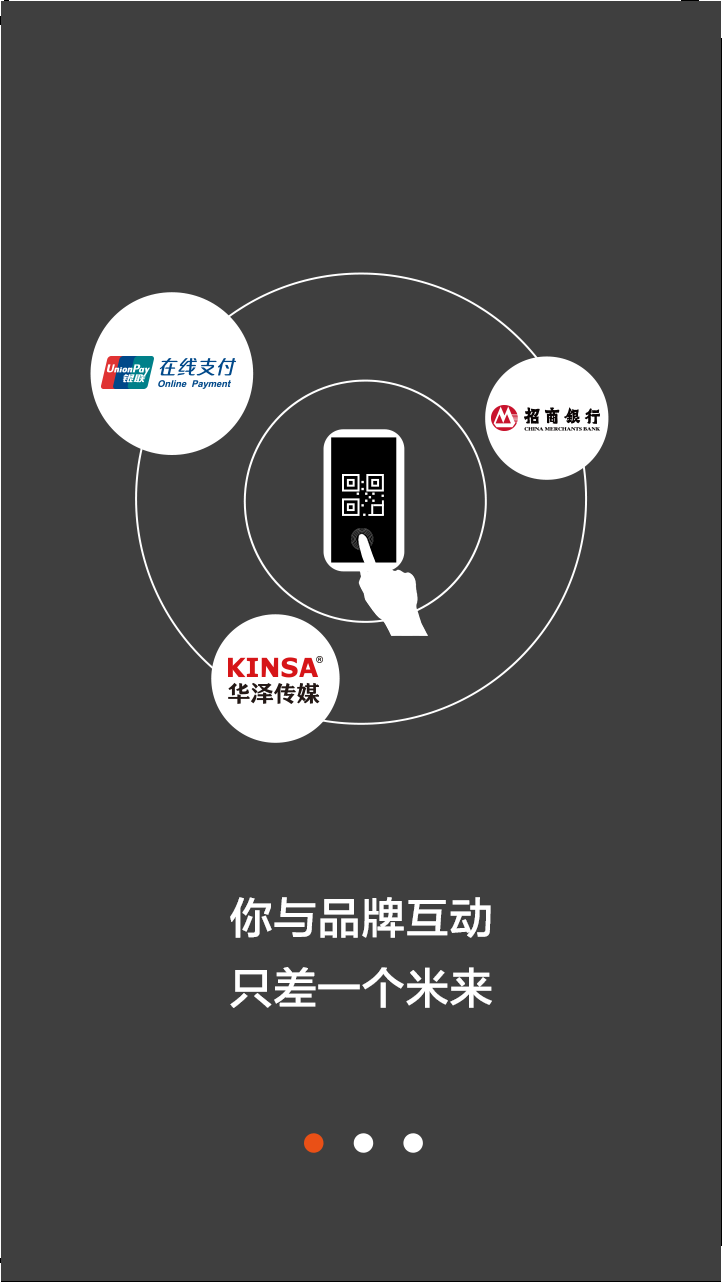 UnionPay
银联
在线支付
Online Payment
招商银行
CHINA MERCHANTS BANK
KINSA®
华泽传媒
你与品牌互动
只差一个米来